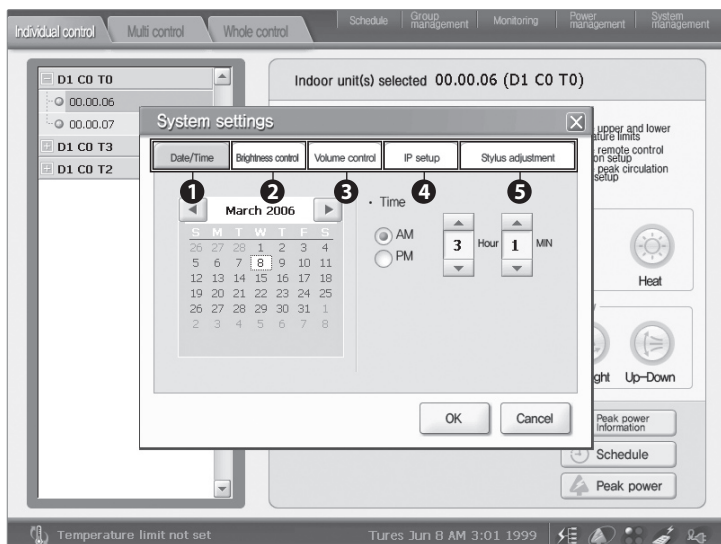 Individual control Multi control Whole control Schedule Group management Monitoring Power management System management
D1 C0 T0
00.00.06
00.00.07
D1 C0 T3
D1 C0 T2
Indoor unit(s) selected 00.00.06 (D1 C0 T0)
upper and lower
ature limits
remote control
on setup
peak circulation
setup
System settings
Date/Time Brightness control Volume control IP setup Stylus adjustment
1 2 3 4 5
March 2006
S M T W T F S
26 27 28 1 2 3 4
5 6 7 8 9 10 11
12 13 14 15 16 17 18
19 20 21 22 23 24 25
26 27 28 29 30 31 1
2 3 4 5 6 7 8
• Time
AM
PM
3 Hour 1 MIN
OK Cancel
Heat
ght Up-Down
Peak power
Information
Schedule
Peak power
Temperature limit not set
Tures Jun 8 AM 3:01 1999